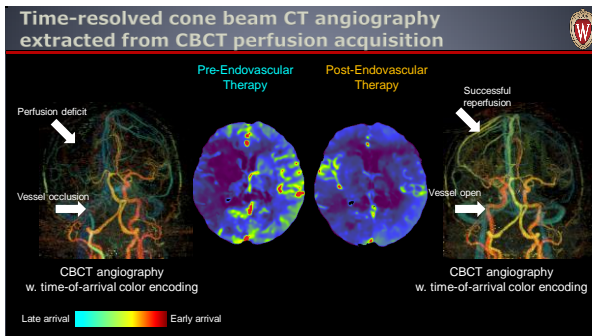 Time-resolved cone beam CT angiography
extracted from CBCT perfusion acquisition
W
Pre-Endovascular
Therapy
Post-Endovascular
Therapy
Perfusion deficit
Vessel occlusion
Successful
reperfusion
Vessel open
CBCT angiography
w. time-of-arrival color encoding
CBCT angiography
w. time-of-arrival color encoding
Late arrival
Early arrival